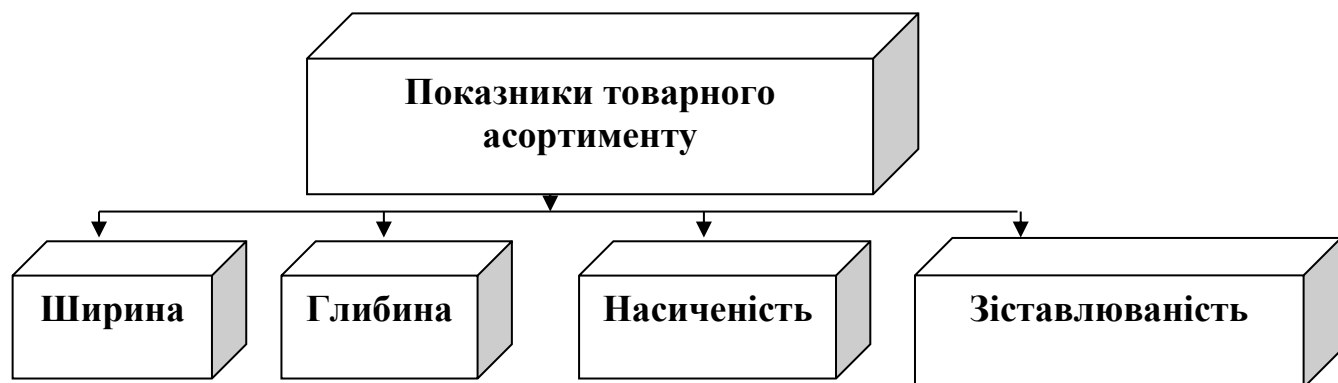 Показники товарного
асортименту
Ширина
Глибина
Насиченість
Зіставлюваність